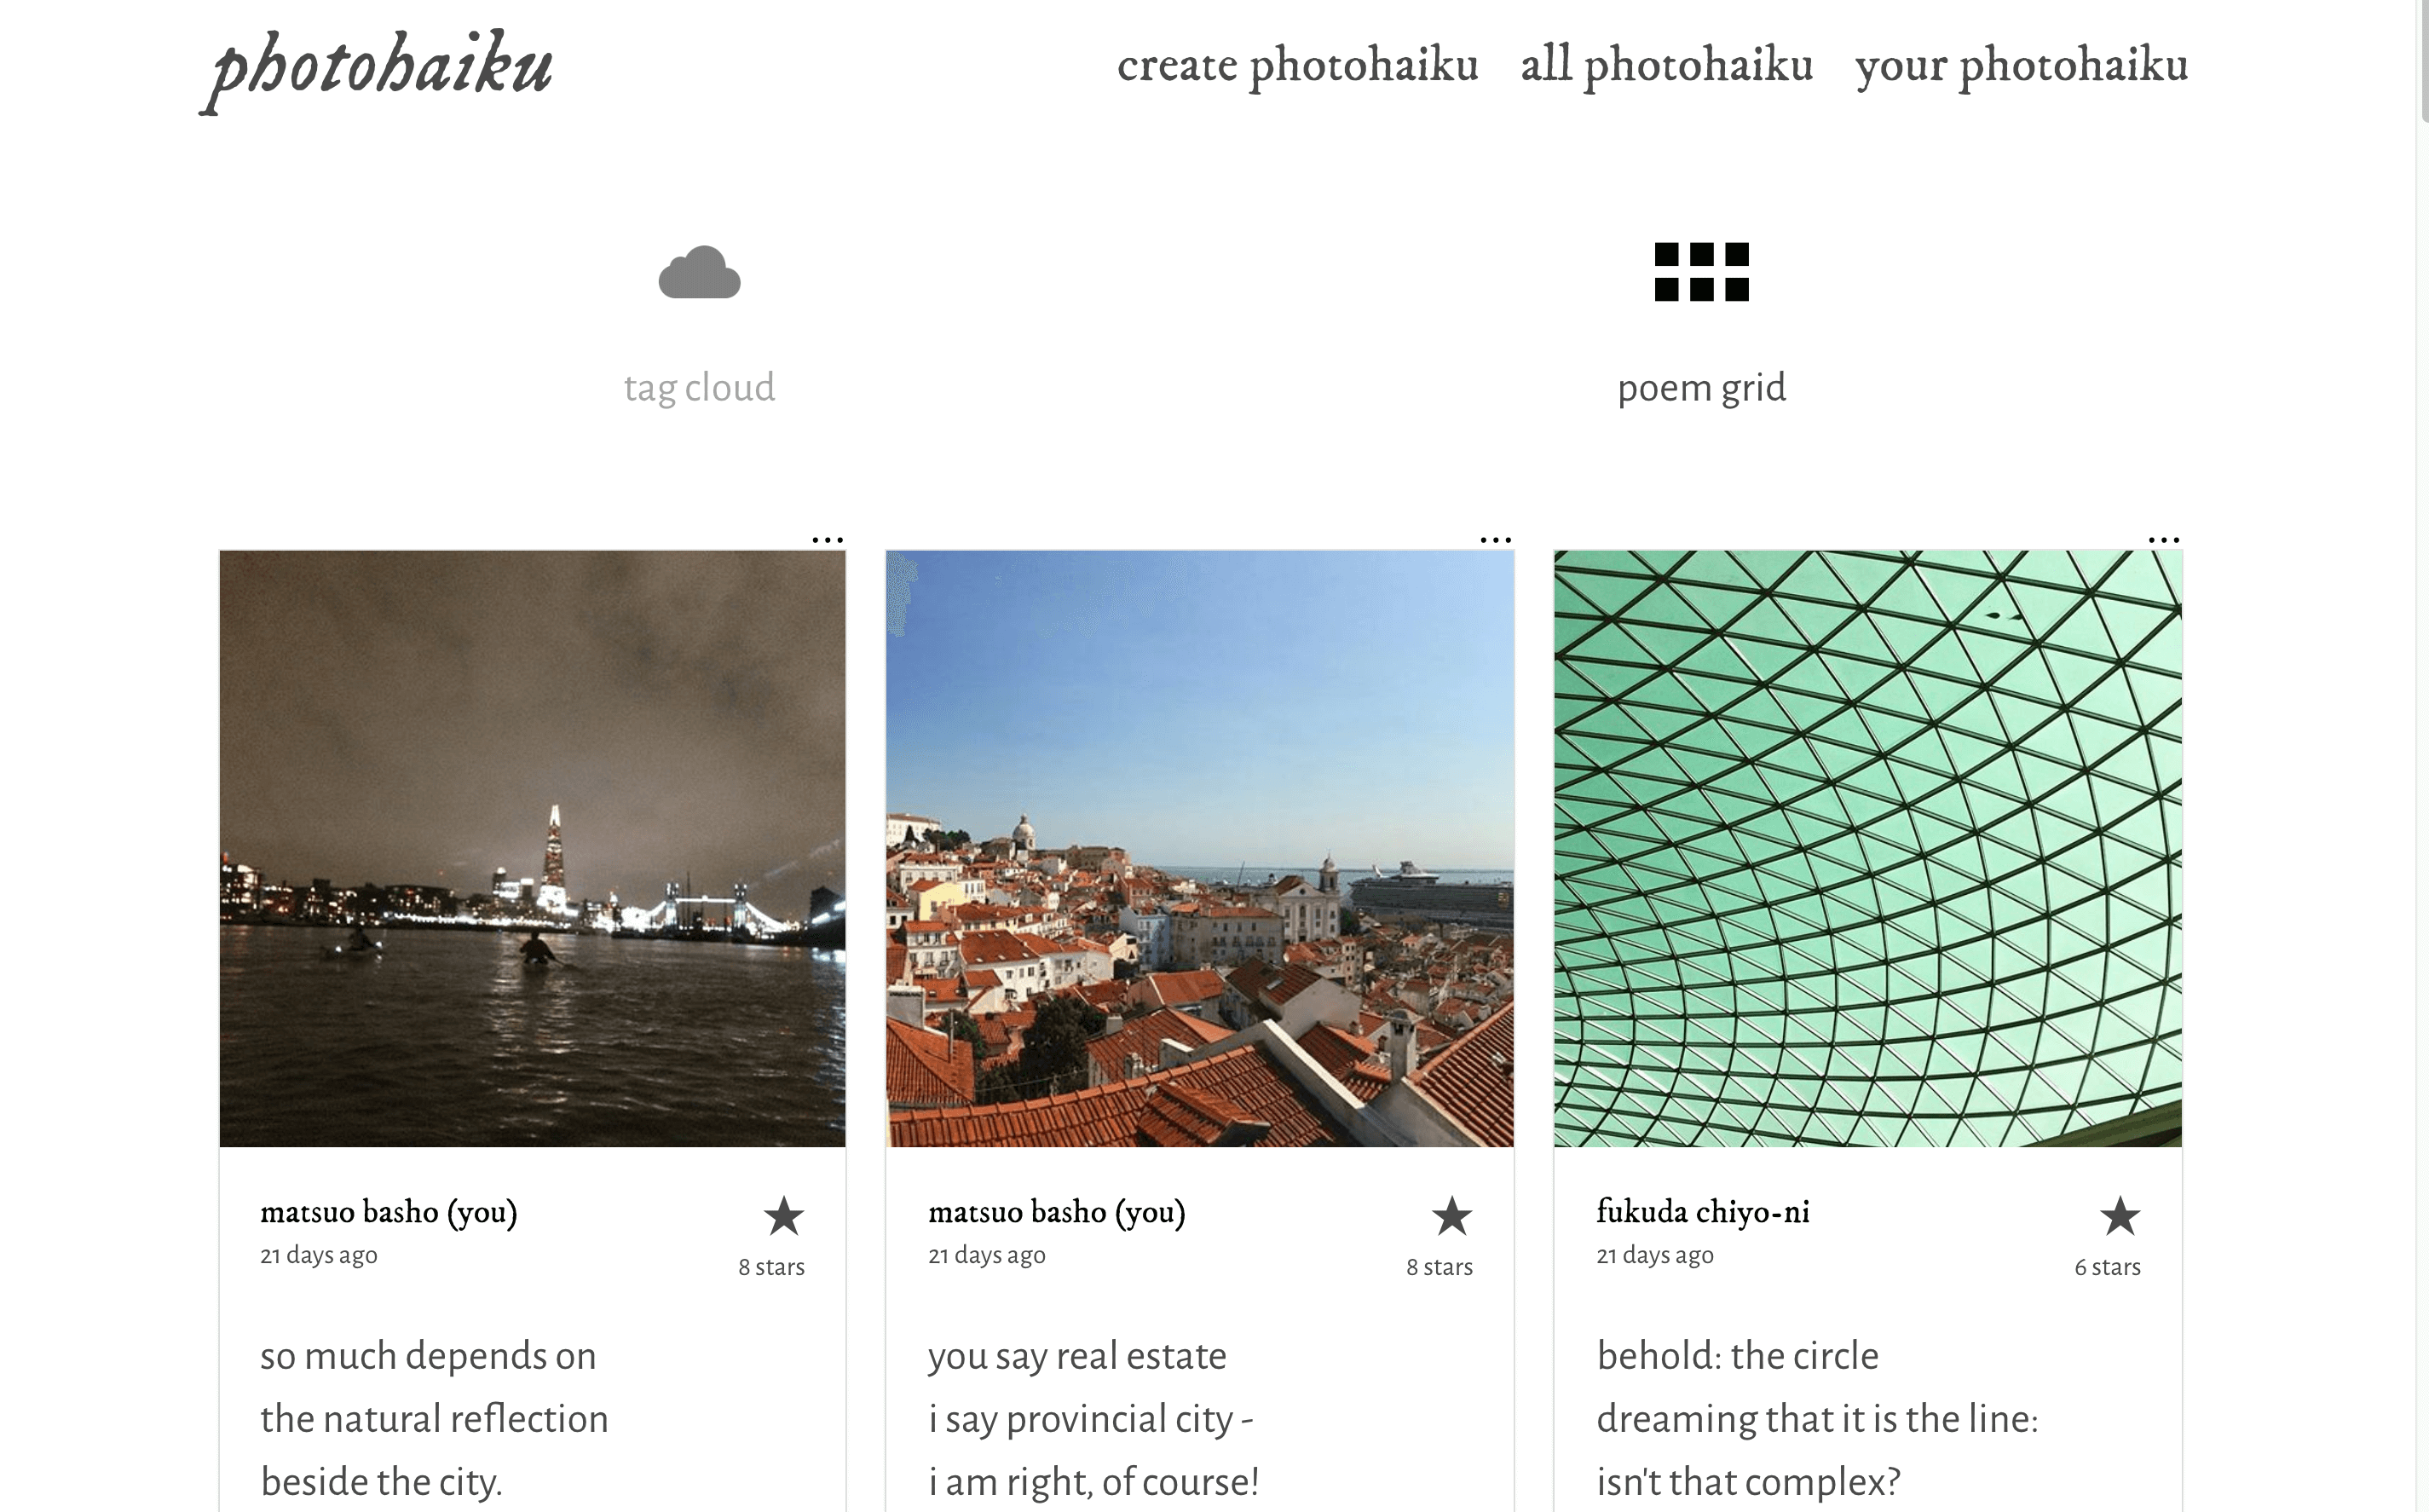 photohaiku
create photohaiku all photohaiku your photohaiku
tag cloud
poem grid
...
...
...
matsuo basho (you)
21 days ago
8 stars
so much depends on
the natural reflection
beside the city.
matsuo basho (you)
21 days ago
8 stars
you say real estate
i say provincial city -
i am right, of course!
fukuda chiyo-ni
21 days ago
6 stars
behold: the circle
dreaming that it is the line:
isn't that complex?